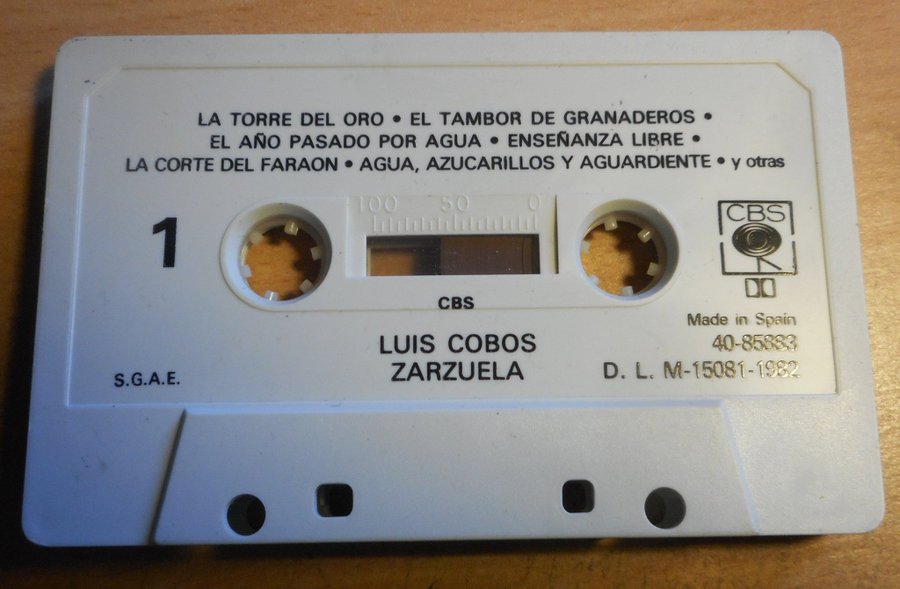 LA TORRE DEL ORO • EL TAMBOR DE GRANADEROS •
EL AÑO PASADO POR AGUA • ENSEÑANZA LIBRE •
LA CORTE DEL FARAON • AGUA, AZUCARILLOS Y AGUARDIENTE • y otras
1
100 50 0
CBS
CBS
LUIS COBOS
ZARZUELA
S.G.A.E.
Made in Spain
40-85883
D. L. M-15081-1982